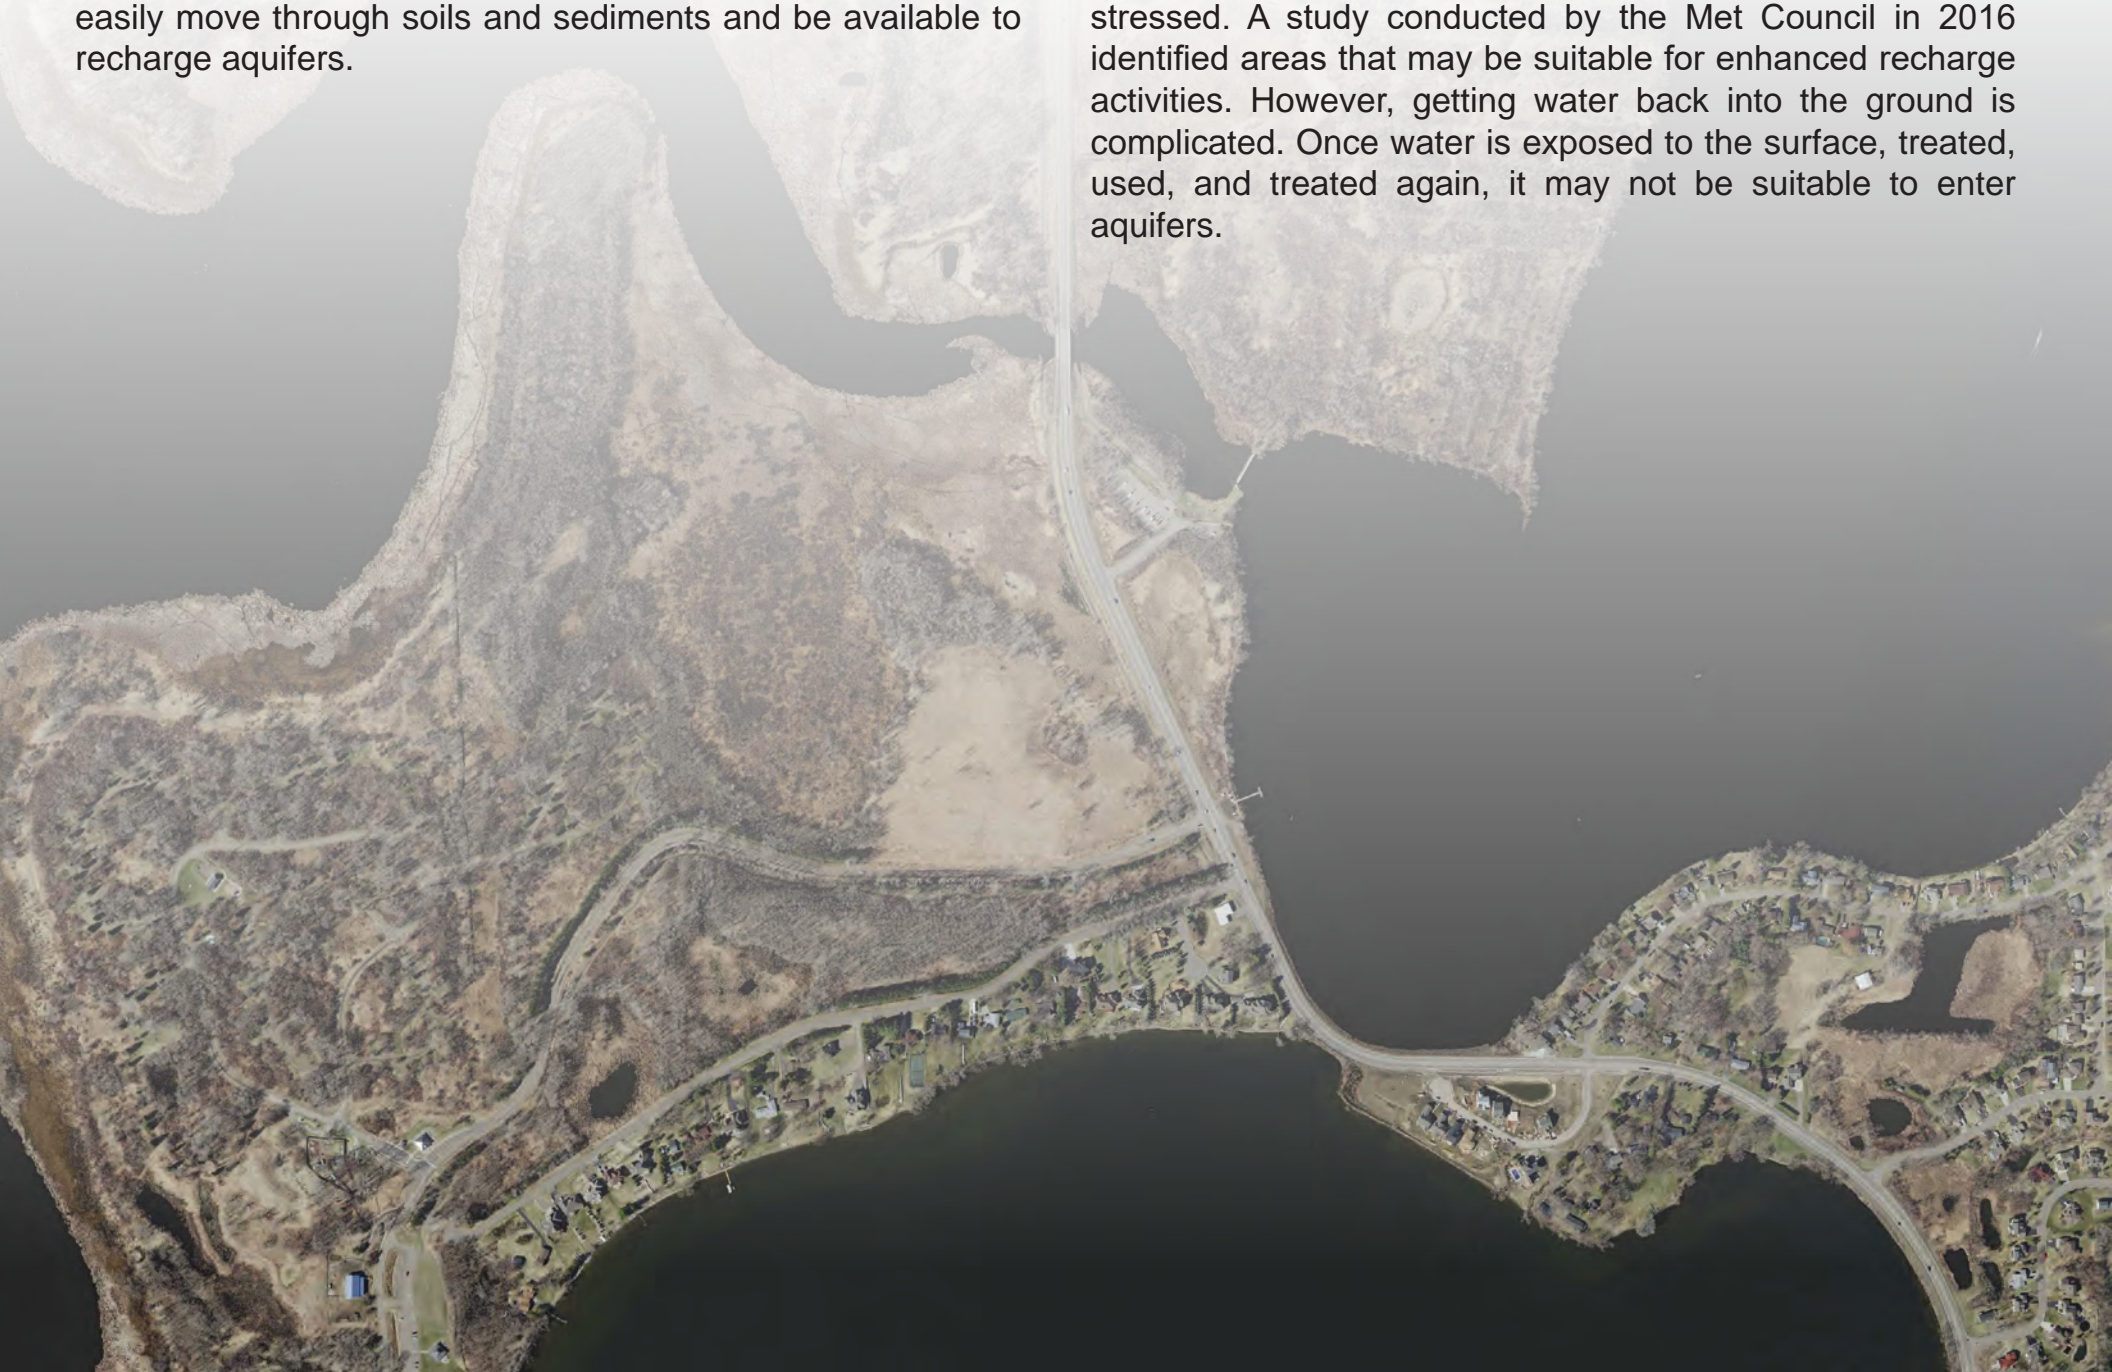 easily move through soils and sediments and be available to
recharge aquifers.
stressed. A study conducted by the Met Council in 2016
identified areas that may be suitable for enhanced recharge
activities. However, getting water back into the ground is
complicated. Once water is exposed to the surface, treated,
used, and treated again, it may not be suitable to enter
aquifers.